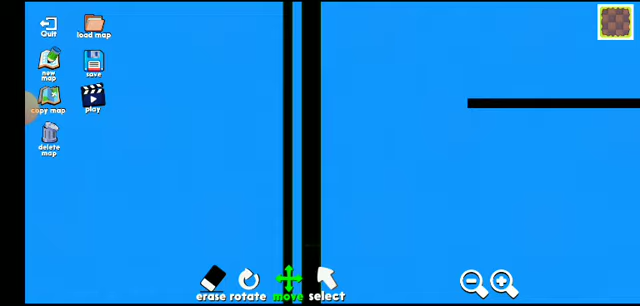 Quit
load map
new
map
save
copy map
play
delete
map
erase rotate move select